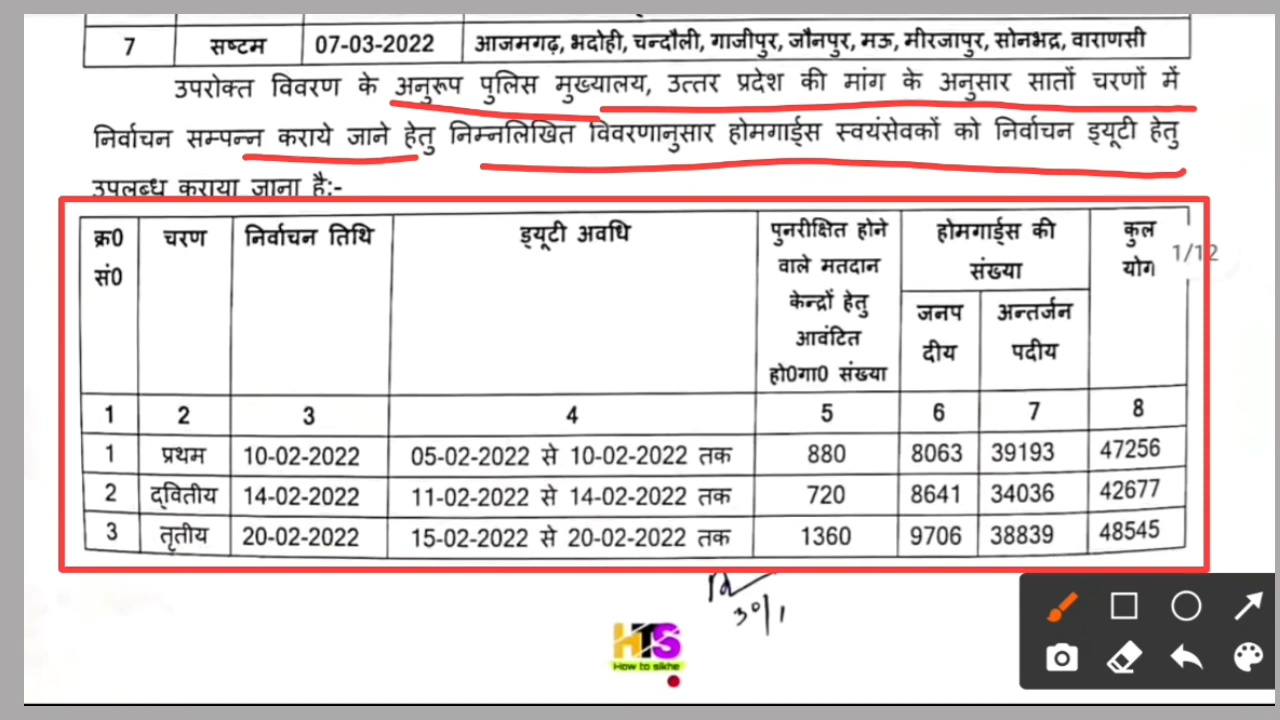 7 सष्टम 07-03-2022 आजमगढ़, भदोही, चन्दौली, गाजीपुर, जौनपुर, मऊ, मीरजापुर, सोनभद्र, वाराणसी
उपरोक्त विवरण के अनुरूप पुलिस मुख्यालय, उत्तर प्रदेश की मांग के अनुसार सातों चरणों में
निर्वाचन सम्पन्न कराये जाने हेतु निम्नलिखित विवरणानुसार होमगार्ड्स स्वयंसेवकों को निर्वाचन ड्यूटी हेतु
उपलब्ध कराया जाना है:-
क्र0 सं0 चरण निर्वाचन तिथि ड्यूटी अवधि पुनरीक्षित होने वाले मतदान केन्द्रों हेतु आवंटित हो0गा0 संख्या होमगार्ड्स की संख्या कुल योग
जनप दीय अन्तर्जन पदीय
1/12
1 2 3 4 5 6 7 8
1 प्रथम 10-02-2022 05-02-2022 से 10-02-2022 तक 880 8063 39193 47256
2 द्वितीय 14-02-2022 11-02-2022 से 14-02-2022 तक 720 8641 34036 42677
3 तृतीय 20-02-2022 15-02-2022 से 20-02-2022 तक 1360 9706 38839 48545
30/1
HTS
How to sikhe